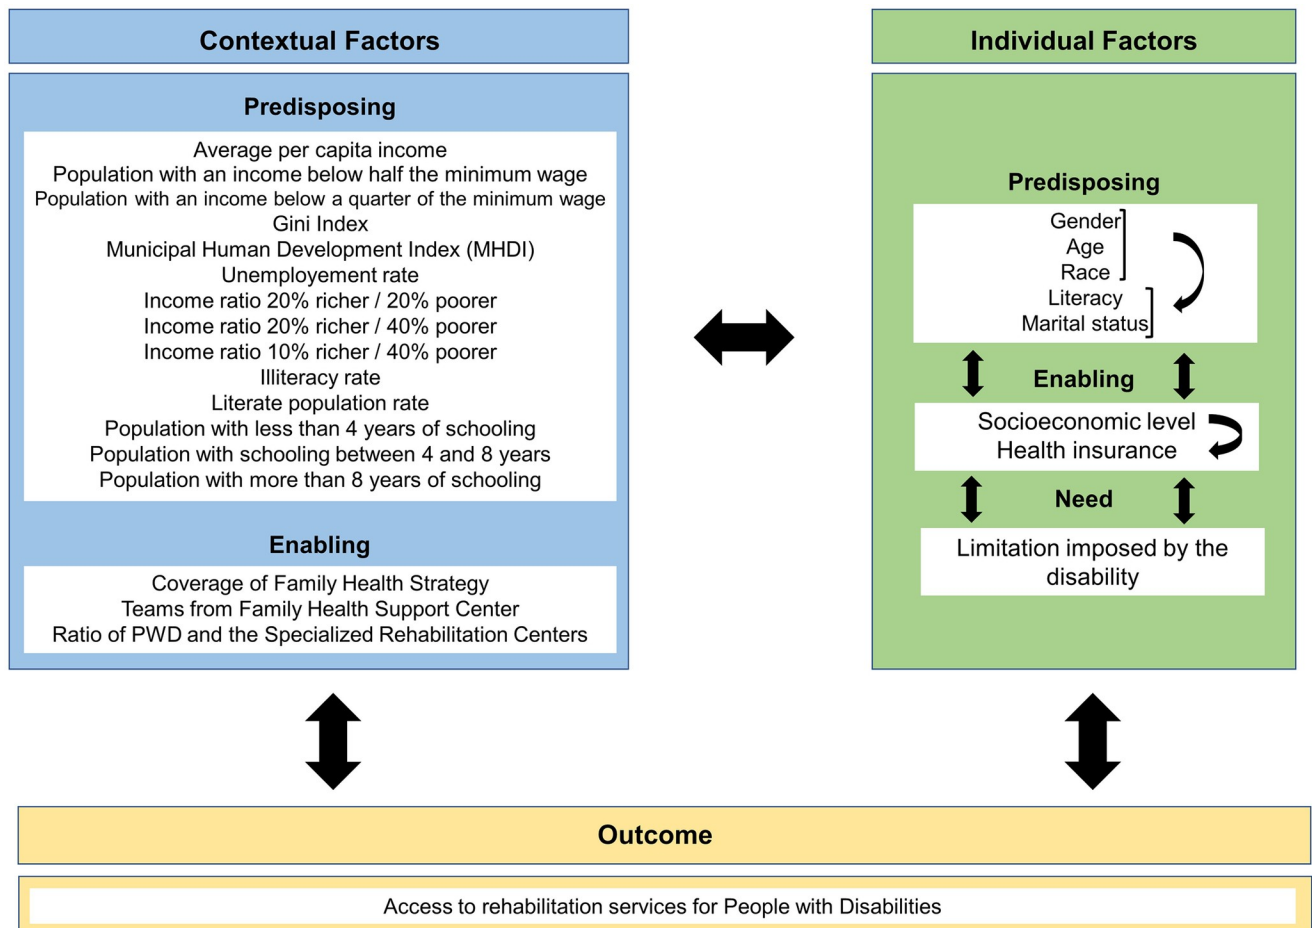 Contextual Factors
Predisposing
Average per capita income
Population with an income below half the minimum wage
Population with an income below a quarter of the minimum wage
Gini Index
Municipal Human Development Index (MHDI)
Unemployement rate
Income ratio 20% richer / 20% poorer
Income ratio 20% richer / 40% poorer
Income ratio 10% richer / 40% poorer
Illiteracy rate
Literate population rate
Population with less than 4 years of schooling
Population with schooling between 4 and 8 years
Population with more than 8 years of schooling
Enabling
Coverage of Family Health Strategy
Teams from Family Health Support Center
Ratio of PWD and the Specialized Rehabilitation Centers
Individual Factors
Predisposing
Gender
Age
Race
Literacy
Marital status
Enabling
Socioeconomic level
Health insurance
Need
Limitation imposed by the
disability
Outcome
Access to rehabilitation services for People with Disabilities